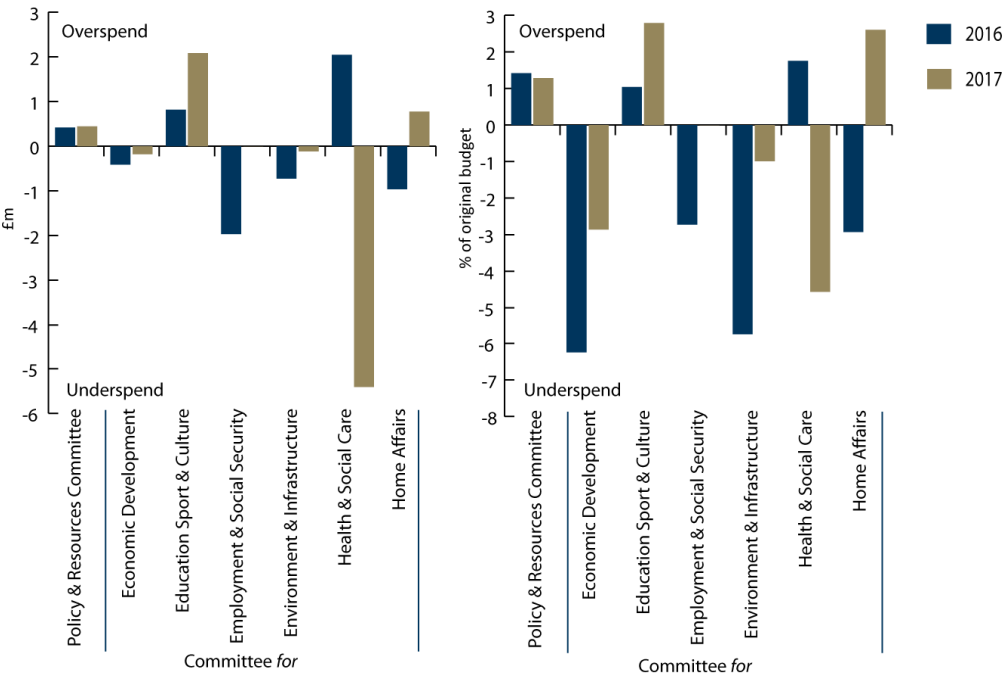 3
2
1
0
-1
-2
-3
-4
-5
-6
£m
Overspend
Underspend
Policy & Resources Committee
Economic Development
Education Sport & Culture
Employment & Social Security
Environment & Infrastructure
Health & Social Care
Home Affairs
Committee for
3 %
2
1
0
-1
-2
-3
-4
-5
-6
-7
-8
% of original budget
Overspend
Underspend
Policy & Resources Committee
Economic Development
Education Sport & Culture
Employment & Social Security
Environment & Infrastructure
Health & Social Care
Home Affairs
Committee for
2016
2017